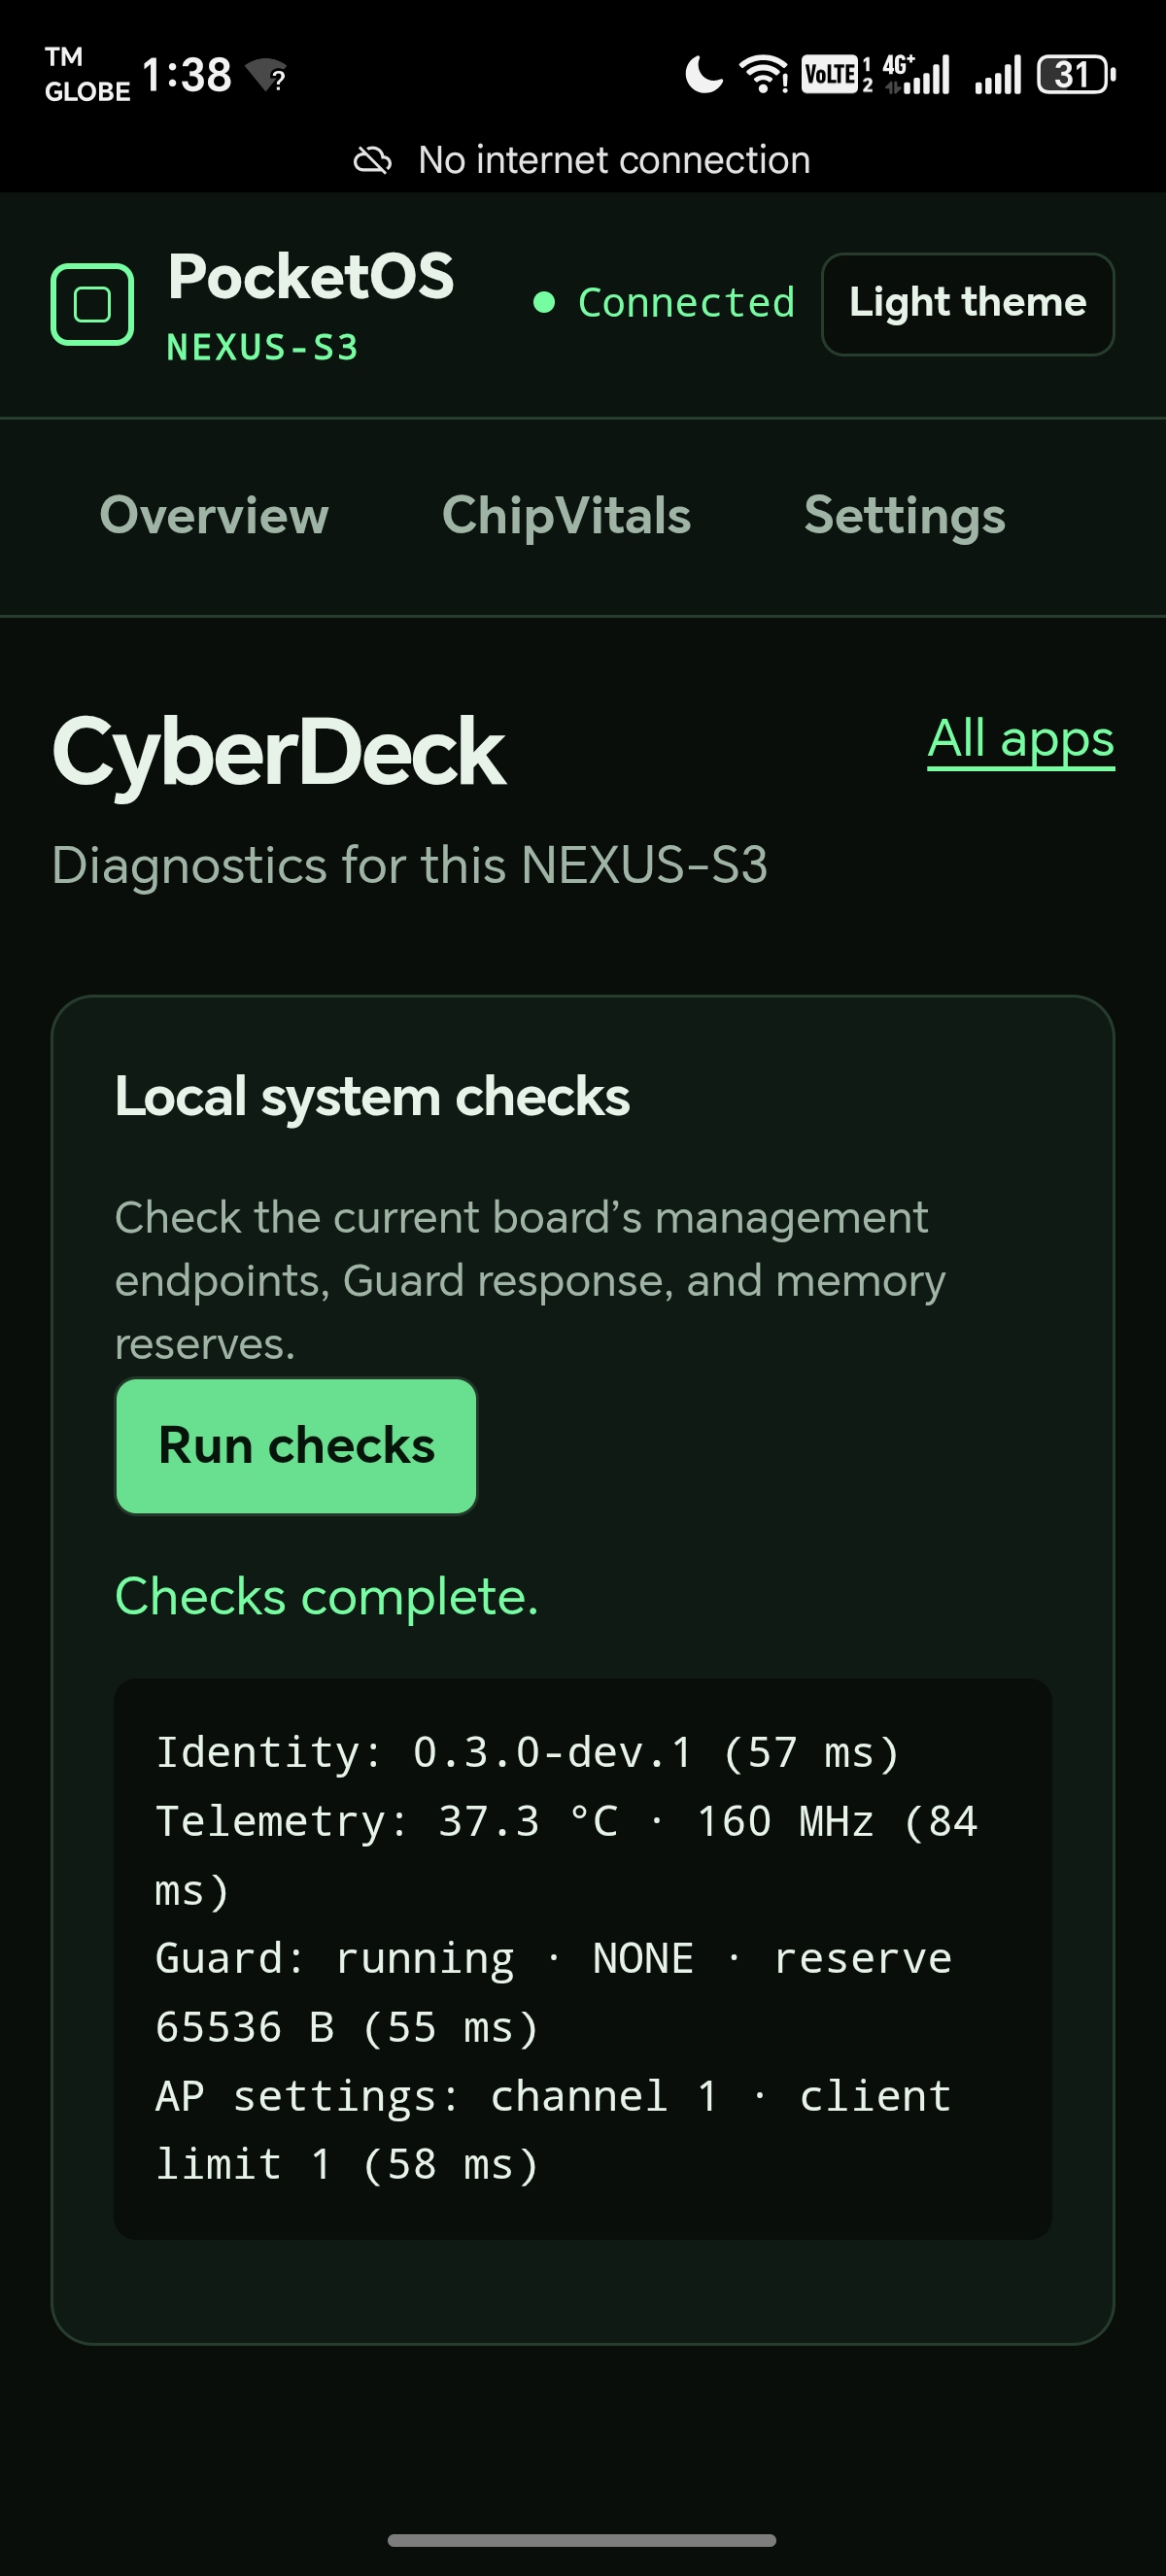 TM
GLOBE
1:38
?
VoLTE
1
2
4G+
31
No internet connection
PocketOS
NEXUS-S3
Connected
Light theme
Overview
ChipVitals
Settings
CyberDeck
All apps
Diagnostics for this NEXUS-S3
Local system checks
Check the current board’s management
endpoints, Guard response, and memory
reserves.
Run checks
Checks complete.
Identity: 0.3.0-dev.1 (57 ms)
Telemetry: 37.3 °C · 160 MHz (84
ms)
Guard: running · NONE · reserve
65536 B (55 ms)
AP settings: channel 1 · client
limit 1 (58 ms)